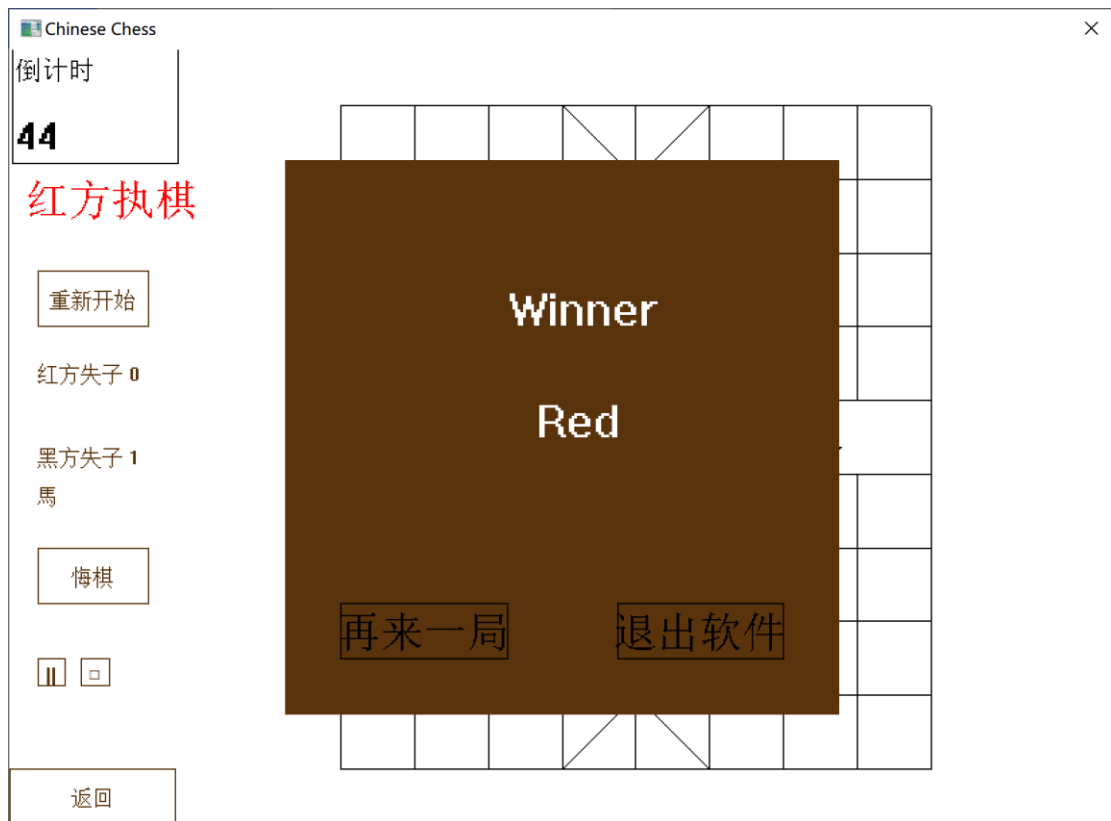 Chinese Chess
倒计时
44
红方执棋
重新开始
红方失子 0
黑方失子 1
馬
悔棋
返回
Winner
Red
再来一局
退出软件